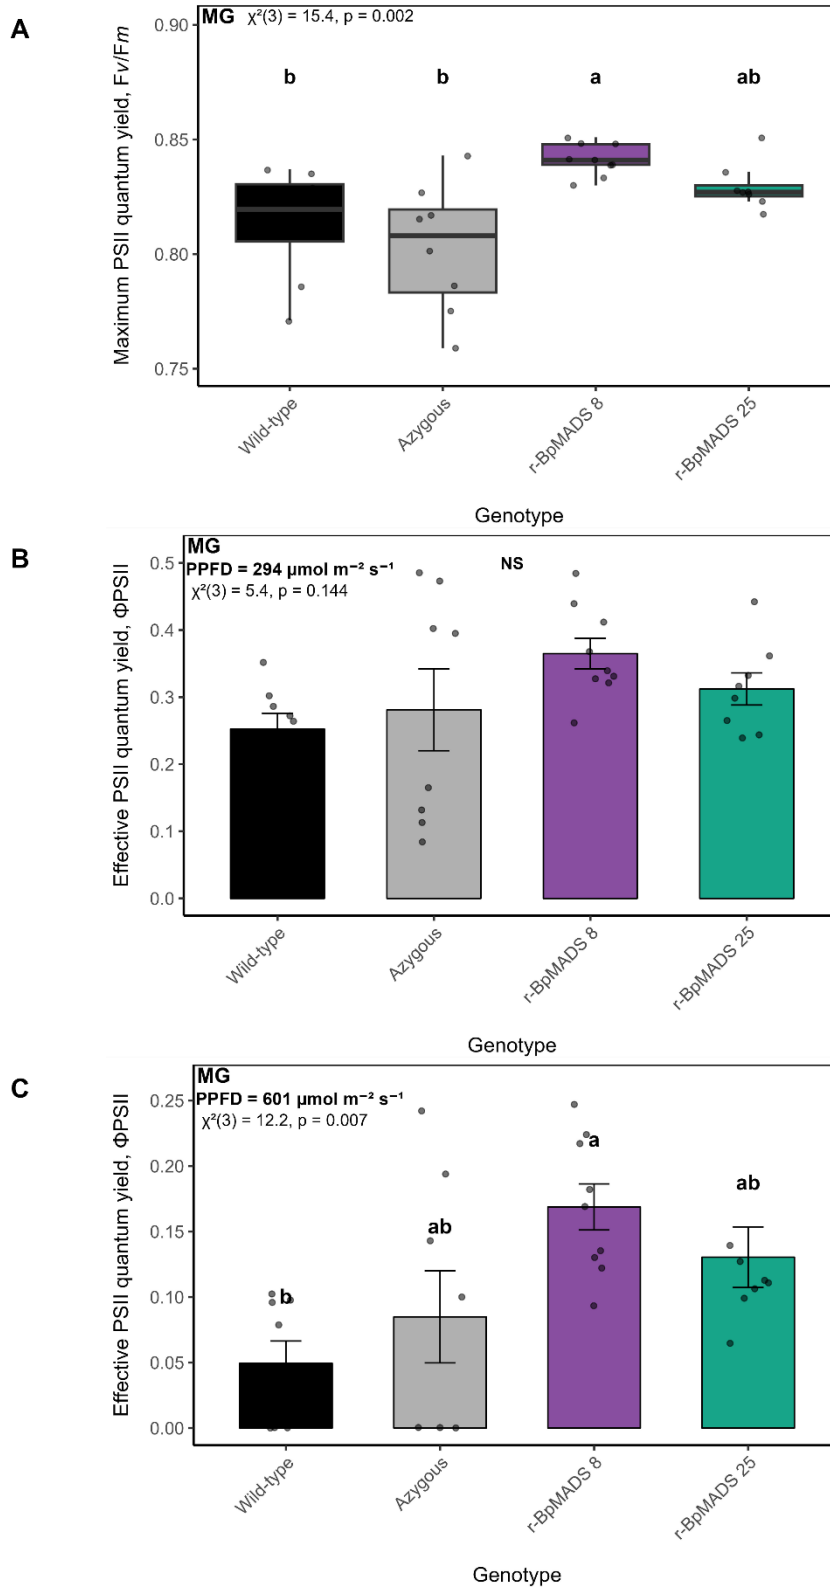 A
MG χ²(3) = 15.4, p = 0.002
Maximum PSII quantum yield, Fv/Fm
0.90
0.85
0.80
0.75
b b a ab
Wild-type
Azygous
r-BpMADS 8
r-BpMADS 25
Genotype
B
MG
PPFD = 294 µmol m⁻² s⁻¹
χ²(3) = 5.4, p = 0.144
NS
Effective PSII quantum yield, ΦPSII
0.5
0.4
0.3
0.2
0.1
0.0
Wild-type
Azygous
r-BpMADS 8
r-BpMADS 25
Genotype
C
MG
PPFD = 601 µmol m⁻² s⁻¹
χ²(3) = 12.2, p = 0.007
Effective PSII quantum yield, ΦPSII
0.25
0.20
0.15
0.10
0.05
0.00
b
ab
a
ab
Wild-type
Azygous
r-BpMADS 8
r-BpMADS 25
Genotype